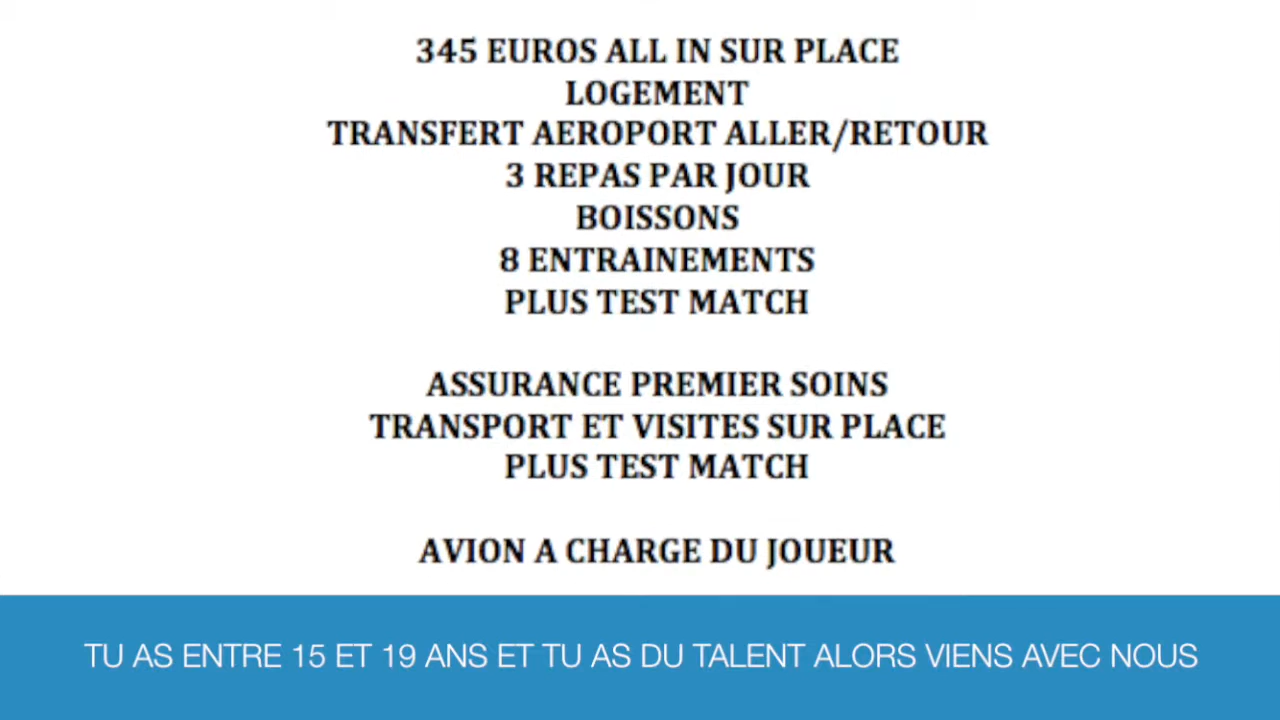 345 EUROS ALL IN SUR PLACE
LOGEMENT
TRANSFERT AEROPORT ALLER/RETOUR
3 REPAS PAR JOUR
BOISSONS
8 ENTRAINEMENTS
PLUS TEST MATCH
ASSURANCE PREMIER SOINS
TRANSPORT ET VISITES SUR PLACE
PLUS TEST MATCH
AVION A CHARGE DU JOUEUR
TU AS ENTRE 15 ET 19 ANS ET TU AS DU TALENT ALORS VIENS AVEC NOUS